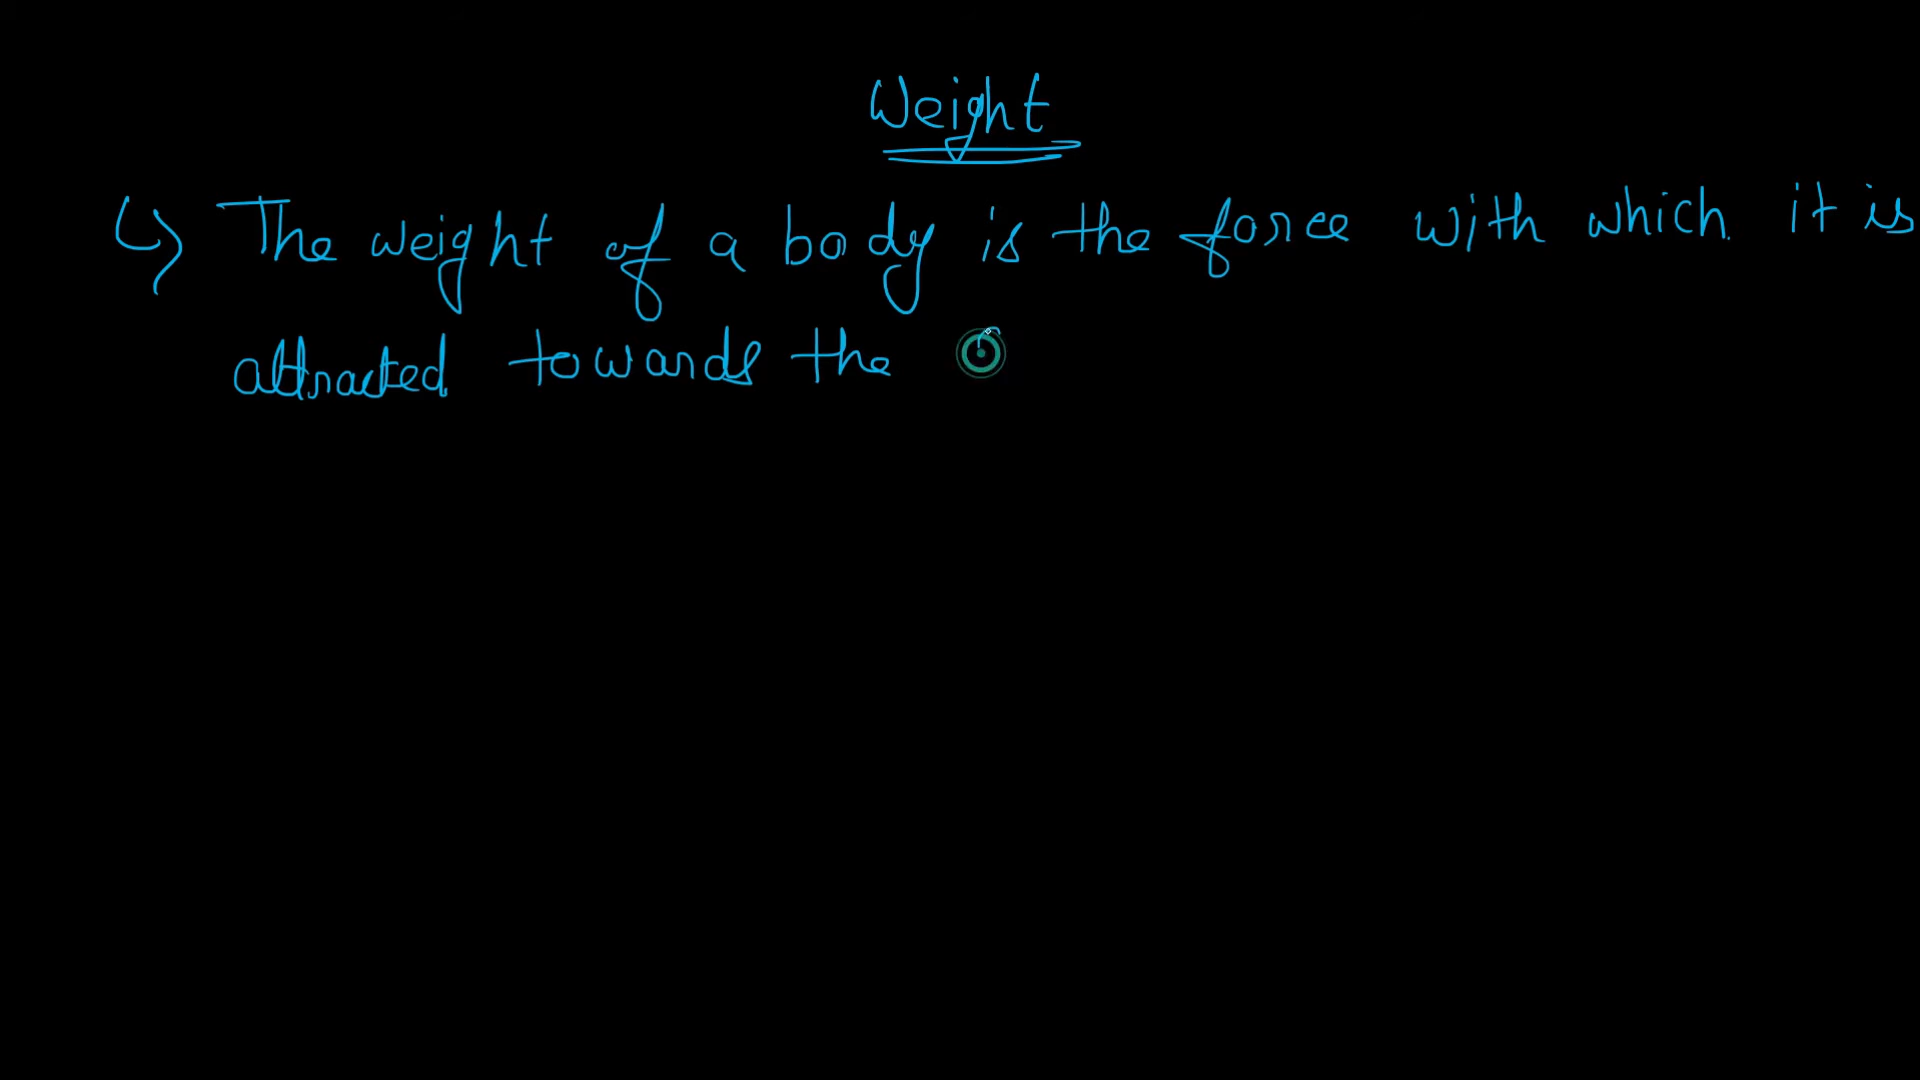 Weight
The weight of a body is the force with which it is
attracted towards the